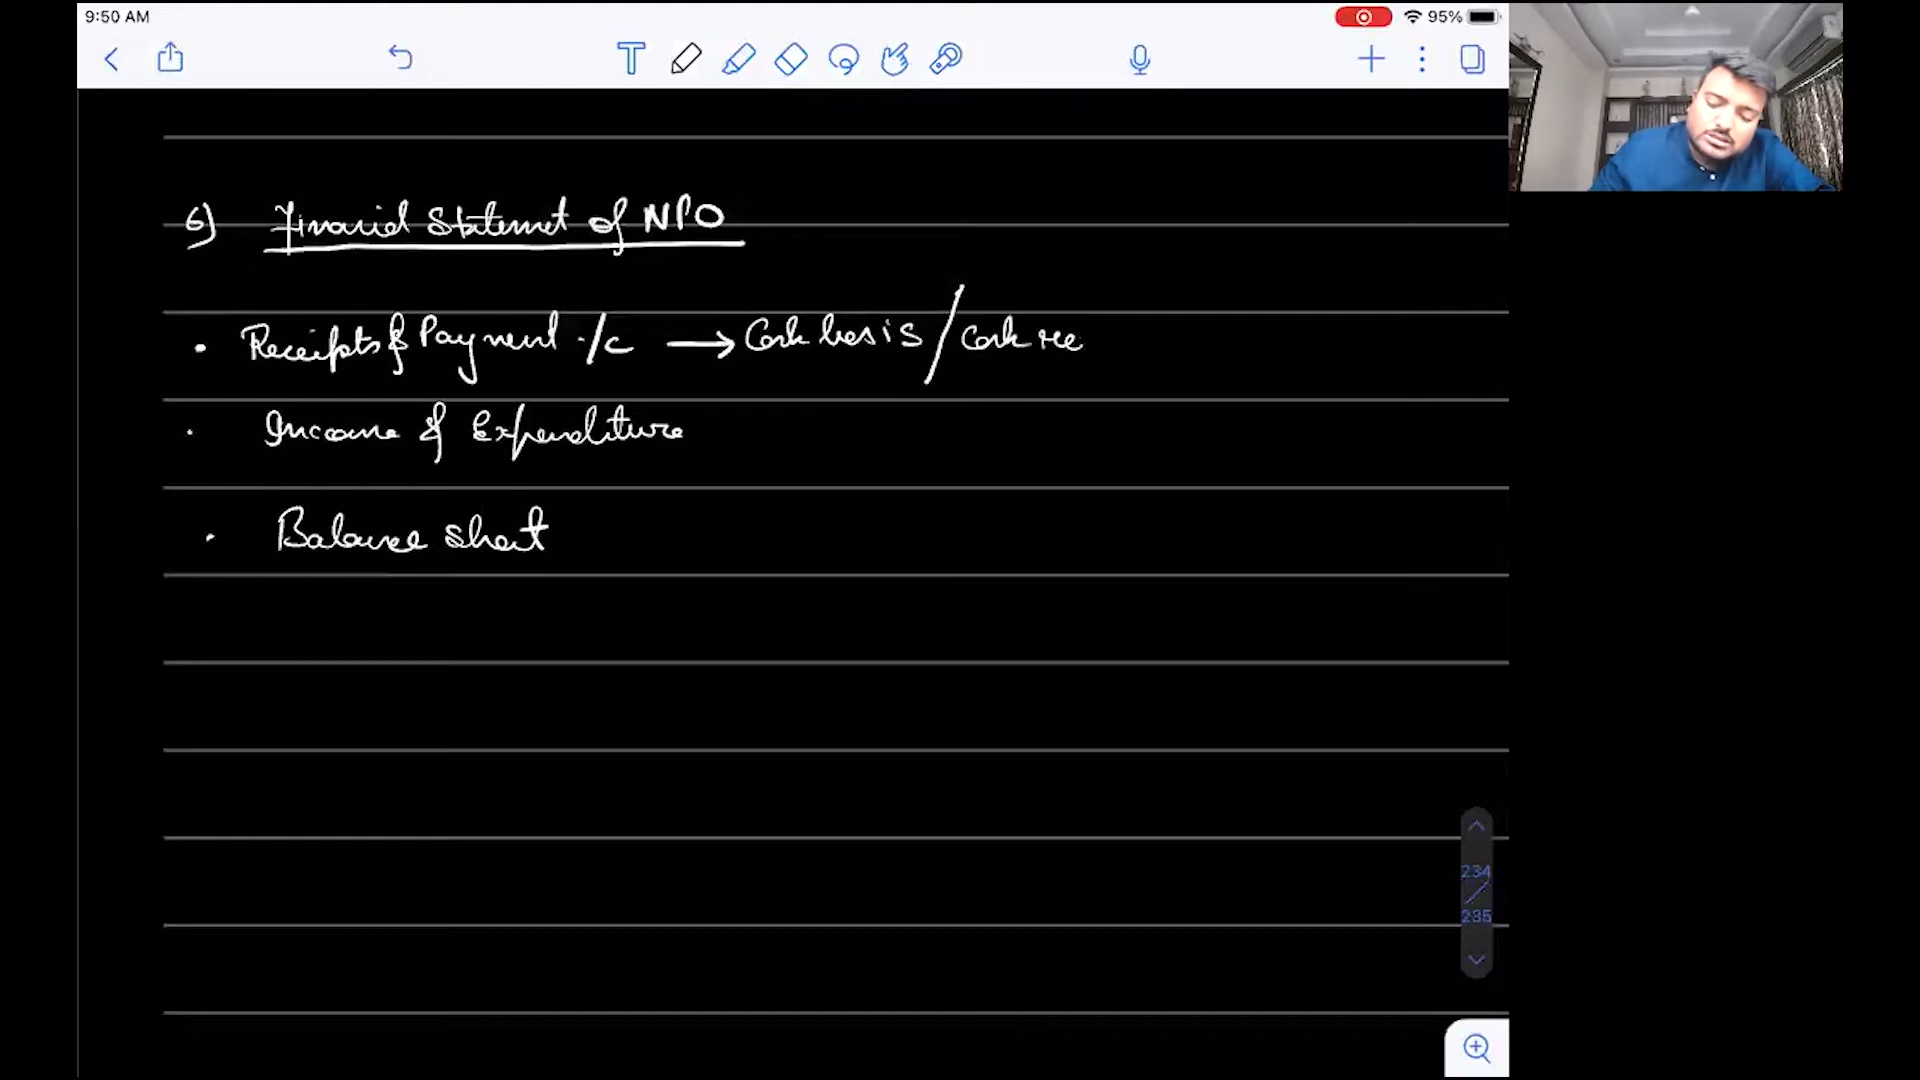 9:50 AM
95%
6) Financial Statement of NPO
• Receipts & Payment ·/c → Cash basis / Cash rec
• Income & Expenditure
• Balance sheet
234
235